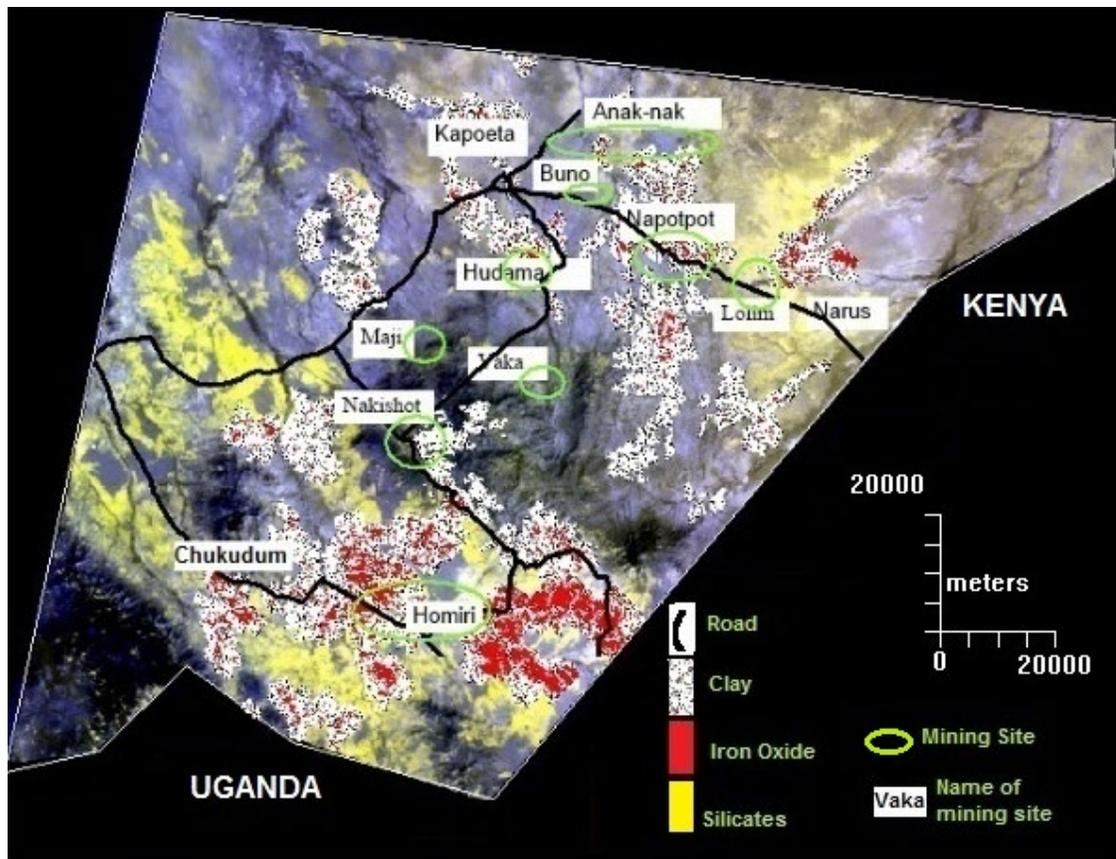 Anak-nak
Kapoeta
Buno
Napotpot
Hudama
Lolim
Narus
KENYA
Maji
Vaka
Nakishot
20000
Chukudum
meters
Homiri
Road
0
20000
Clay
Iron Oxide
Mining Site
UGANDA
Silicates
Vaka
Name of
mining site